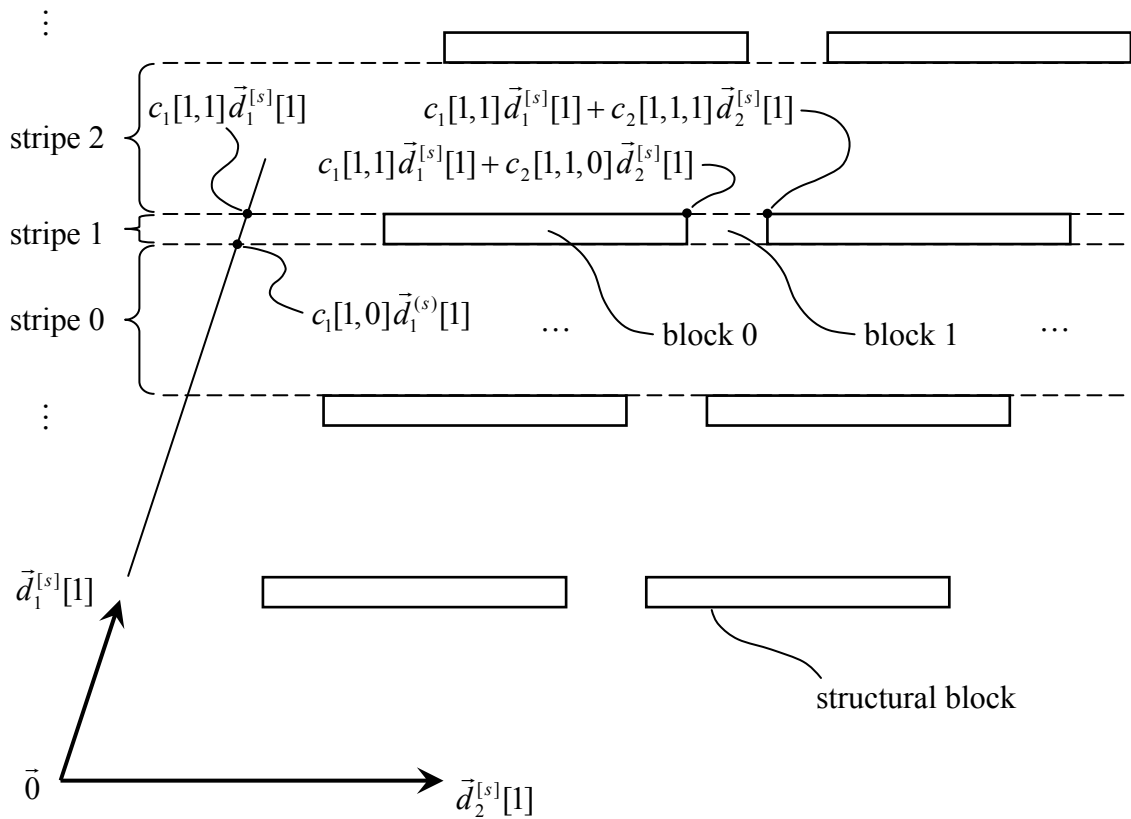 ⋮
$c_1[1,1]\vec{d}_1^{[s]}[1]$
$c_1[1,1]\vec{d}_1^{[s]}[1] + c_2[1,1,1]\vec{d}_2^{[s]}[1]$
stripe 2
$c_1[1,1]\vec{d}_1^{[s]}[1] + c_2[1,1,0]\vec{d}_2^{[s]}[1]$
stripe 1
stripe 0
$c_1[1,0]\vec{d}_1^{(s)}[1]$
…
block 0
block 1
…
⋮
$\vec{d}_1^{[s]}[1]$
structural block
$\vec{0}$
$\vec{d}_2^{[s]}[1]$